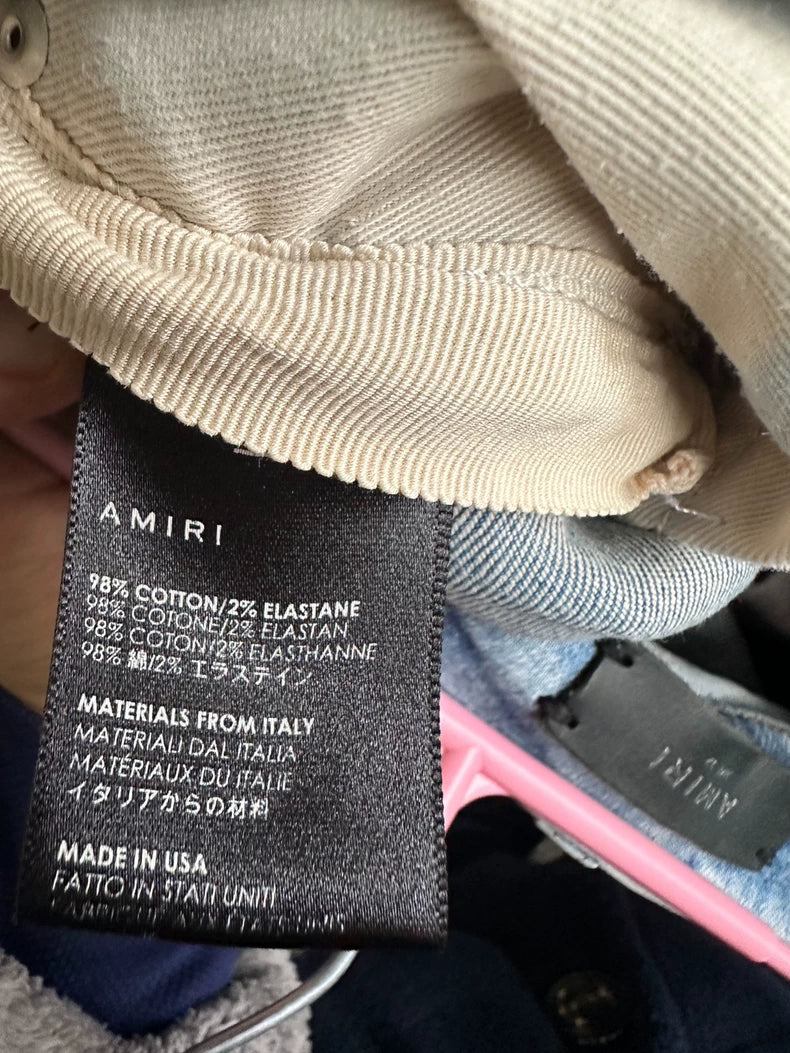 AMIRI
98% COTTON/2% ELASTANE
98% COTONE/2% ELASTAN
98% COTON/2% ELASTHANNE
98% 綿/2% エラステイン
MATERIALS FROM ITALY
MATERIALI DAL ITALIA
MATERIAUX DU ITALIE
イタリアからの材料
MADE IN USA
FATTO IN STATI UNITI
AMIRI